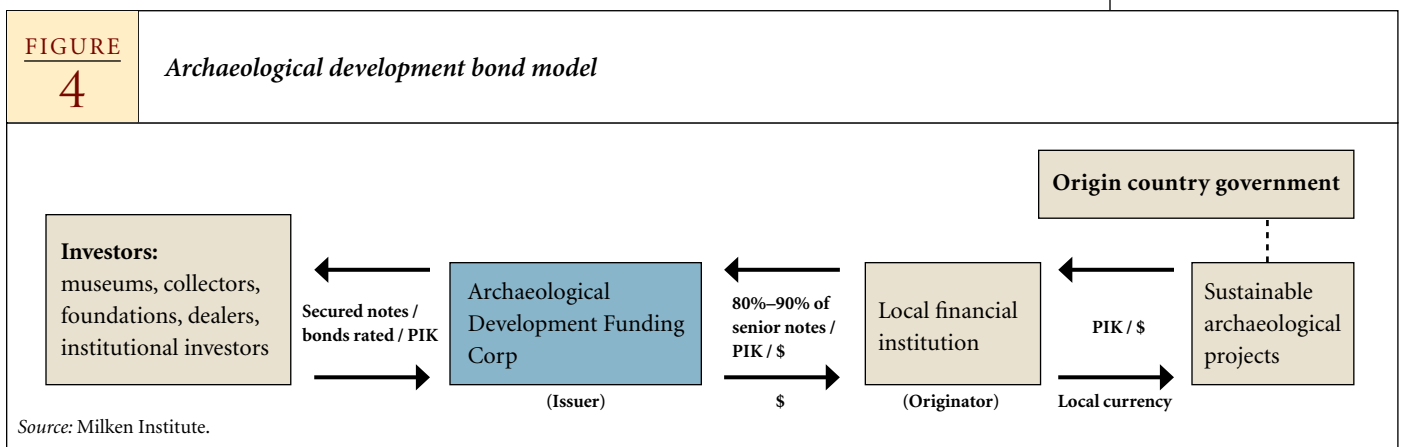 FIGURE
4
Archaeological development bond model
Origin country government
Investors:
museums, collectors,
foundations, dealers,
institutional investors
Secured notes /
bonds rated / PIK
Archaeological
Development Funding
Corp
(Issuer)
80%–90% of
senior notes /
PIK / $
$
Local financial
institution
(Originator)
PIK / $
Local currency
Sustainable
archaeological
projects
Source: Milken Institute.